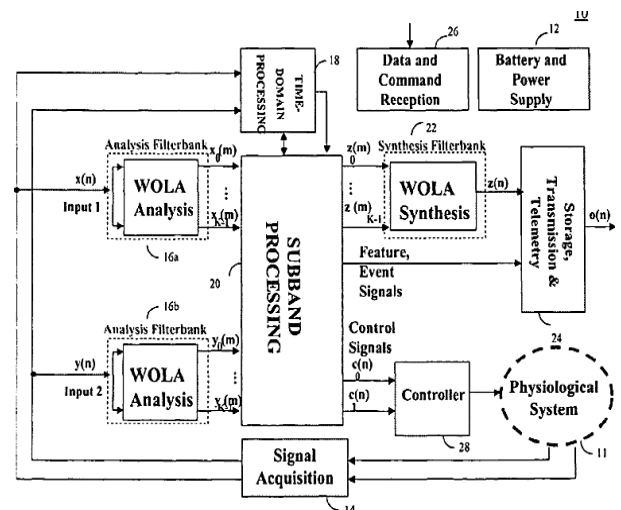 10
26
12
Data and
Command
Reception
Battery and
Power
Supply
18
TIME-
DOMAIN
PROCESSING
22
Analysis Filterbank
x (m)
0
z(m)
0
Synthesis Filterbank
x(n)
Input 1
WOLA
Analysis
...
x (m)
K-1
16a
SUBBAND
PROCESSING
20
...
z (m)
K-1
WOLA
Synthesis
z(n)
Storage,
Transmission &
Telemetry
o(n)
Feature,
Event
Signals
24
16b
Analysis Filterbank
y (m)
0
y(n)
Input 2
WOLA
Analysis
...
(m)
Control
Signals
c(n)
0
c(n)
1
Controller
28
Physiological
System
11
Signal
Acquisition
14